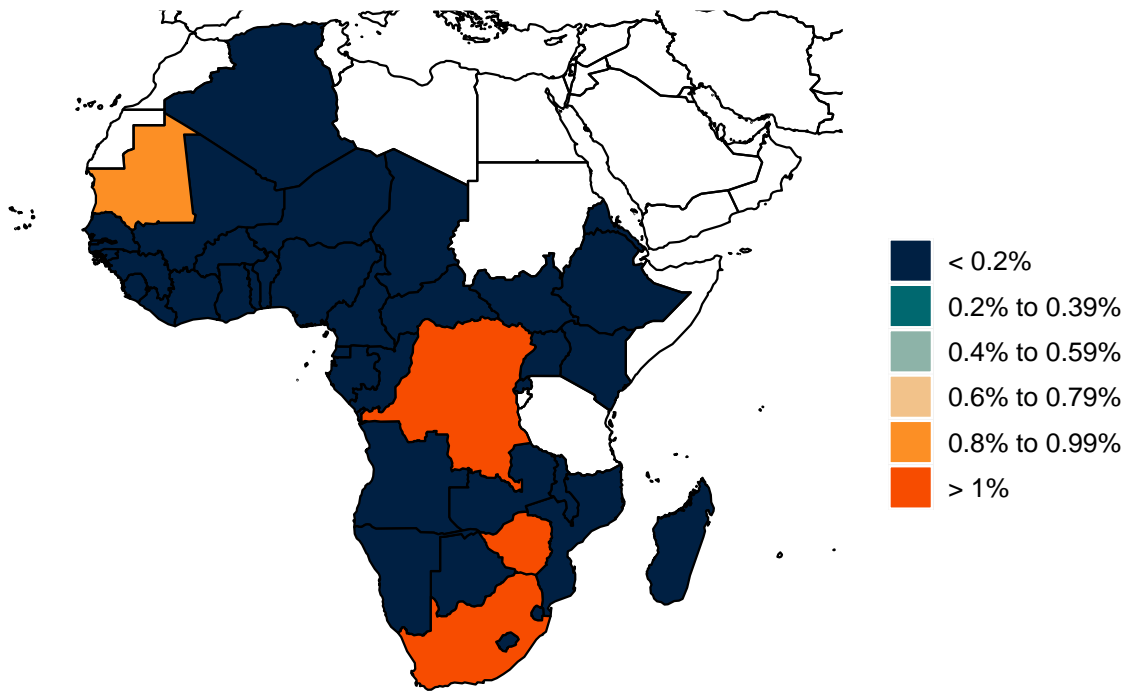 < 0.2%
0.2% to 0.39%
0.4% to 0.59%
0.6% to 0.79%
0.8% to 0.99%
> 1%